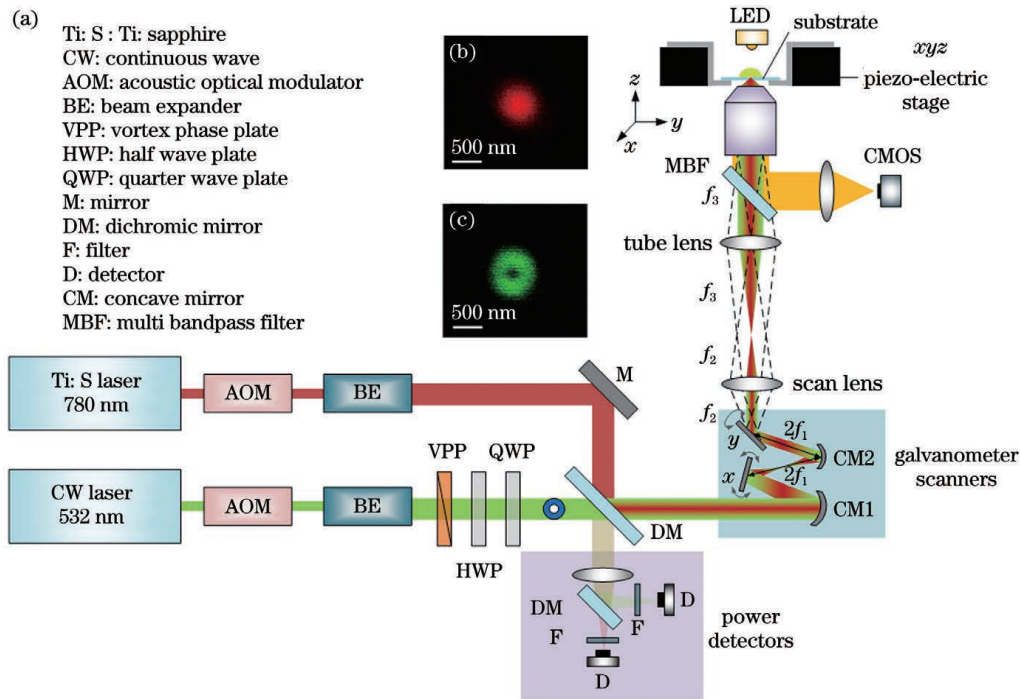 (a)
Ti: S : Ti: sapphire
CW: continuous wave
AOM: acoustic optical modulator
BE: beam expander
VPP: vortex phase plate
HWP: half wave plate
QWP: quarter wave plate
M: mirror
DM: dichromic mirror
F: filter
D: detector
CM: concave mirror
MBF: multi bandpass filter
(b)
500 nm
(c)
500 nm
LED
substrate
xyz
piezo-electric
stage
z
y
x
MBF
CMOS
f3
tube lens
f3
f2
scan lens
f2
y
2f1
CM2
x
2f1
CM1
galvanometer
scanners
Ti: S laser
780 nm
AOM
BE
M
CW laser
532 nm
AOM
BE
VPP
QWP
HWP
DM
DM
D
F
F
D
power
detectors